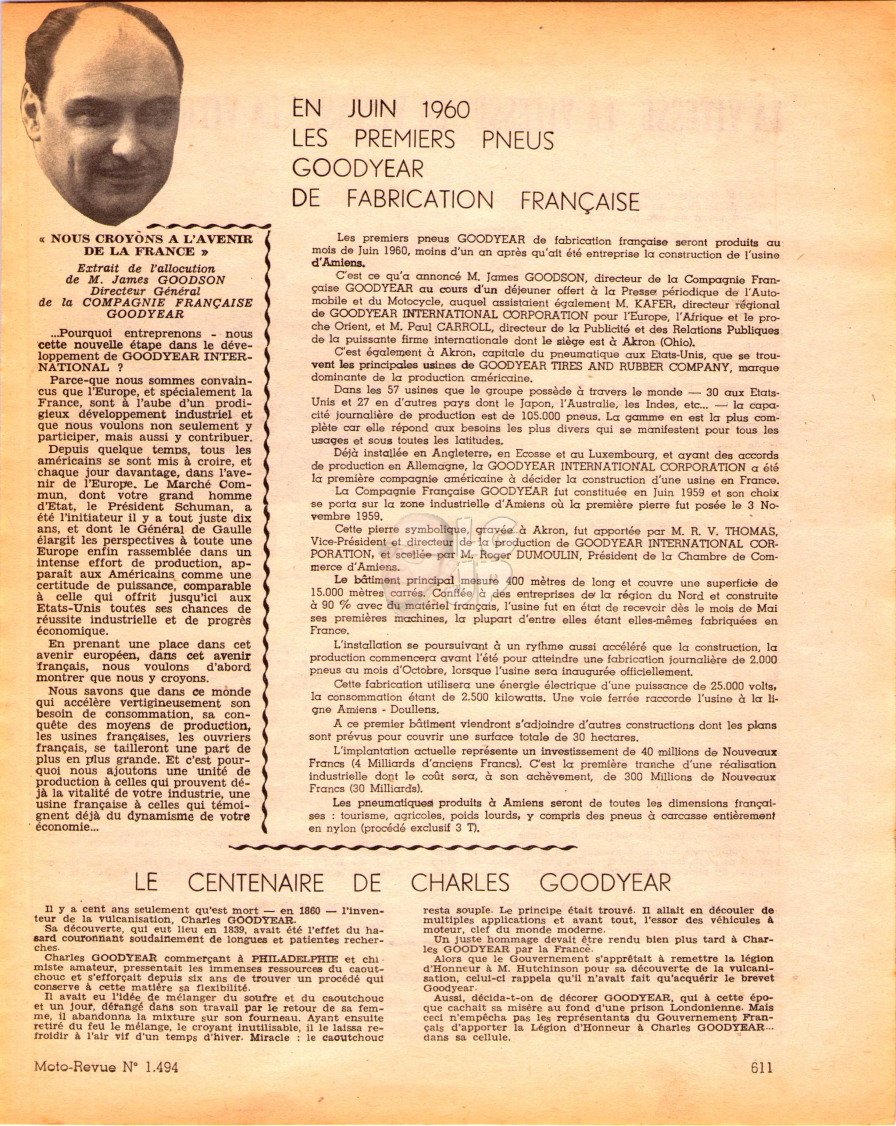 EN JUIN 1960
LES PREMIERS PNEUS
GOODYEAR
DE FABRICATION FRANÇAISE
« NOUS CROYONS A L'AVENIR
DE LA FRANCE »
Extrait de l'allocution
de M. James GOODSON
Directeur Général
de la COMPAGNIE FRANÇAISE
GOODYEAR
...Pourquoi entreprenons - nous
cette nouvelle étape dans le déve-
loppement de GOODYEAR INTER-
NATIONAL ?
Parce-que nous sommes convain-
cus que l'Europe, et spécialement la
France, sont à l'aube d'un prodi-
gieux développement industriel et
que nous voulons non seulement y
participer, mais aussi y contribuer.
Depuis quelque temps, tous les
américains se sont mis à croire, et
chaque jour davantage, dans l'ave-
nir de l'Europe. Le Marché Com-
mun, dont votre grand homme
d'Etat, le Président Schuman, a
été l'initiateur il y a tout juste dix
ans, et dont le Général de Gaulle
élargit les perspectives à toute une
Europe enfin rassemblée dans un
intense effort de production, ap-
paraît aux Américains comme une
certitude de puissance, comparable
à celle qui offrit jusqu'ici aux
Etats-Unis toutes ses chances de
réussite industrielle et de progrès
économique.
En prenant une place dans cet
avenir européen, dans cet avenir
français, nous voulons d'abord
montrer que nous y croyons.
Nous savons que dans ce monde
qui accélère vertigineusement son
besoin de consommation, sa con-
quête des moyens de production,
les usines françaises, les ouvriers
français, se tailleront une part de
plus en plus grande. Et c'est pour-
quoi nous ajoutons une unité de
production à celles qui prouvent dé-
jà la vitalité de votre industrie, une
usine française à celles qui témoi-
gnent déjà du dynamisme de votre
économie...
Les premiers pneus GOODYEAR de fabrication française seront produits au
mois de Juin 1960, moins d'un an après qu'ait été entreprise la construction de l'usine
d'Amiens.
C'est ce qu'a annoncé M. James GOODSON, directeur de la Compagnie Fran-
çaise GOODYEAR au cours d'un déjeuner offert à la Presse périodique de l'Auto-
mobile et du Motocycle, auquel assistaient également M. KAFER, directeur régional
de GOODYEAR INTERNATIONAL CORPORATION pour l'Europe, l'Afrique et le pro-
che Orient, et M. Paul CARROLL, directeur de la Publicité et des Relations Publiques
de la puissante firme internationale dont le siège est à Akron (Ohio).
C'est également à Akron, capitale du pneumatique aux Etats-Unis, que se trou-
vent les principales usines de GOODYEAR TIRES AND RUBBER COMPANY, marque
dominante de la production américaine.
Dans les 57 usines que le groupe possède à travers le monde — 30 aux Etats-
Unis et 27 en d'autres pays dont le Japon, l'Australie, les Indes, etc... — la capa-
cité journalière de production est de 105.000 pneus. La gamme en est la plus com-
plète car elle répond aux besoins les plus divers qui se manifestent pour tous les
usages et sous toutes les latitudes.
Déjà installée en Angleterre, en Ecosse et au Luxembourg, et ayant des accords
de production en Allemagne, la GOODYEAR INTERNATIONAL CORPORATION a été
la première compagnie américaine à décider la construction d'une usine en France.
La Compagnie Française GOODYEAR fut constituée en Juin 1959 et son choix
se porta sur la zone industrielle d'Amiens où la première pierre fut posée le 3 No-
vembre 1959.
Cette pierre symbolique, gravée à Akron, fut apportée par M. R. V. THOMAS,
Vice-Président et directeur de la production de GOODYEAR INTERNATIONAL COR-
PORATION, et scellée par M. Roger DUMOULIN, Président de la Chambre de Com-
merce d'Amiens.
Le bâtiment principal mesure 400 mètres de long et couvre une superficie de
15.000 mètres carrés. Confiée à des entreprises de la région du Nord et construite
à 90 % avec du matériel français, l'usine fut en état de recevoir dès le mois de Mai
ses premières machines, la plupart d'entre elles étant elles-mêmes fabriquées en
France.
L'installation se poursuivant à un rythme aussi accéléré que la construction, la
production commencera avant l'été pour atteindre une fabrication journalière de 2.000
pneus au mois d'Octobre, lorsque l'usine sera inaugurée officiellement.
Cette fabrication utilisera une énergie électrique d'une puissance de 25.000 volts,
la consommation étant de 2.500 kilowatts. Une voie ferrée raccorde l'usine à la li-
gne Amiens - Doullens.
A ce premier bâtiment viendront s'adjoindre d'autres constructions dont les plans
sont prévus pour couvrir une surface totale de 30 hectares.
L'implantation actuelle représente un investissement de 40 millions de Nouveaux
Francs (4 Milliards d'anciens Francs). C'est la première tranche d'une réalisation
industrielle dont le coût sera, à son achèvement, de 300 Millions de Nouveaux
Francs (30 Milliards).
Les pneumatiques produits à Amiens seront de toutes les dimensions françai-
ses : tourisme, agricoles, poids lourds, y compris des pneus à carcasse entièrement
en nylon (procédé exclusif 3 T).
LE CENTENAIRE DE CHARLES GOODYEAR
Il y a cent ans seulement qu'est mort — en 1860 — l'inven-
teur de la vulcanisation, Charles GOODYEAR.
Sa découverte, qui eut lieu en 1839, avait été l'effet du ha-
sard couronnant soudainement de longues et patientes recher-
ches.
Charles GOODYEAR commerçant à PHILADELPHIE et chi-
miste amateur, pressentait les immenses ressources du caout-
chouc et s'efforçait depuis six ans de trouver un procédé qui
conserve à cette matière sa flexibilité.
Il avait eu l'idée de mélanger du soufre et du caoutchouc
et un jour, dérangé dans son travail par le retour de sa fem-
me, il abandonna la mixture sur son fourneau. Ayant ensuite
retiré du feu le mélange, le croyant inutilisable, il le laissa re-
froidir à l'air vif d'un temps d'hiver. Miracle : le caoutchouc
resta souple. Le principe était trouvé. Il allait en découler de
multiples applications et avant tout, l'essor des véhicules à
moteur, clef du monde moderne.
Un juste hommage devait être rendu bien plus tard à Char-
les GOODYEAR par la France.
Alors que le Gouvernement s'apprêtait à remettre la légion
d'Honneur à M. Hutchinson pour sa découverte de la vulcani-
sation, celui-ci rappela qu'il n'avait fait qu'acquérir le brevet
Goodyear.
Aussi, décida-t-on de décorer GOODYEAR, qui à cette épo-
que cachait sa misère au fond d'une prison Londonienne. Mais
ceci n'empêcha pas les représentants du Gouvernement Fran-
çais d'apporter la Légion d'Honneur à Charles GOODYEAR...
dans sa cellule.
Moto-Revue N° 1.494
611